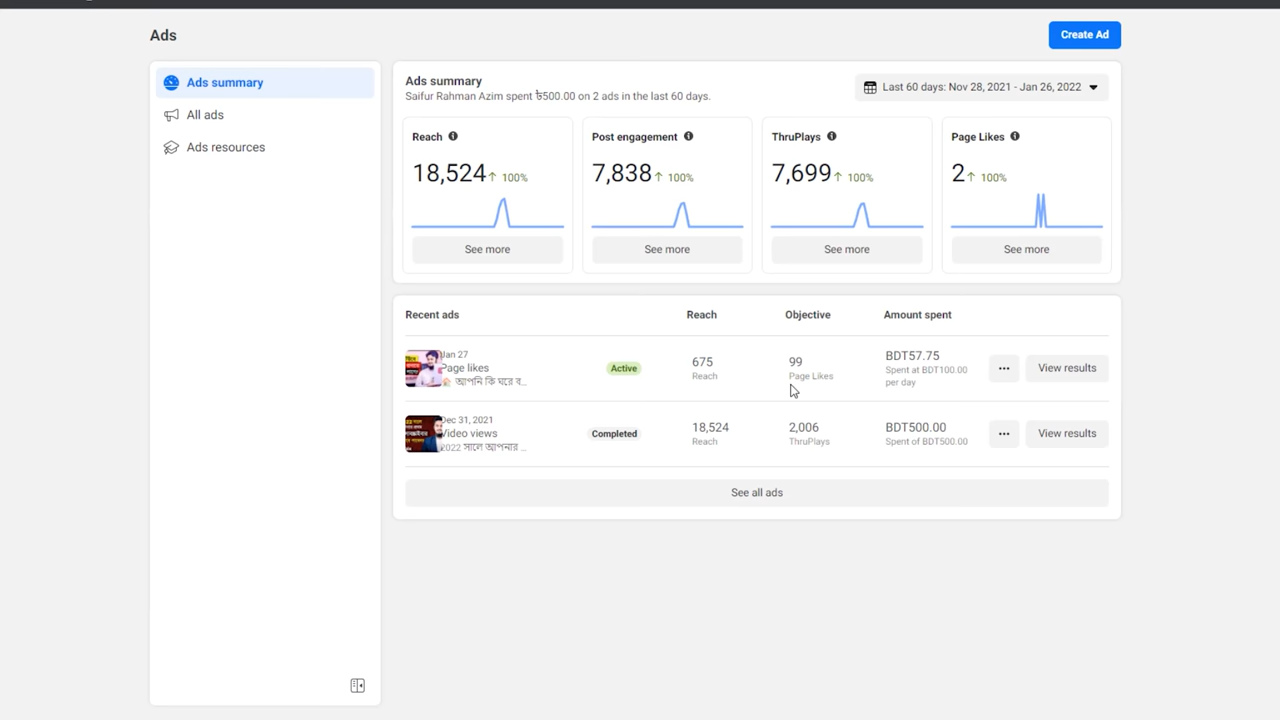 Ads
Create Ad
Ads summary
All ads
Ads resources
Ads summary
Saifur Rahman Azim spent ৳500.00 on 2 ads in the last 60 days.
Last 60 days: Nov 28, 2021 - Jan 26, 2022
Reach
18,524↑ 100%
See more
Post engagement
7,838↑ 100%
See more
ThruPlays
7,699↑ 100%
See more
Page Likes
2↑ 100%
See more
Recent ads Reach Objective Amount spent
Jan 27
Page likes
আপনি কি ঘরে ব...
Active
675
Reach
99
Page Likes
BDT57.75
Spent at BDT100.00
per day
View results
Dec 31, 2021
Video views
2022 সালে আপনার ...
Completed
18,524
Reach
2,006
ThruPlays
BDT500.00
Spent of BDT500.00
View results
See all ads